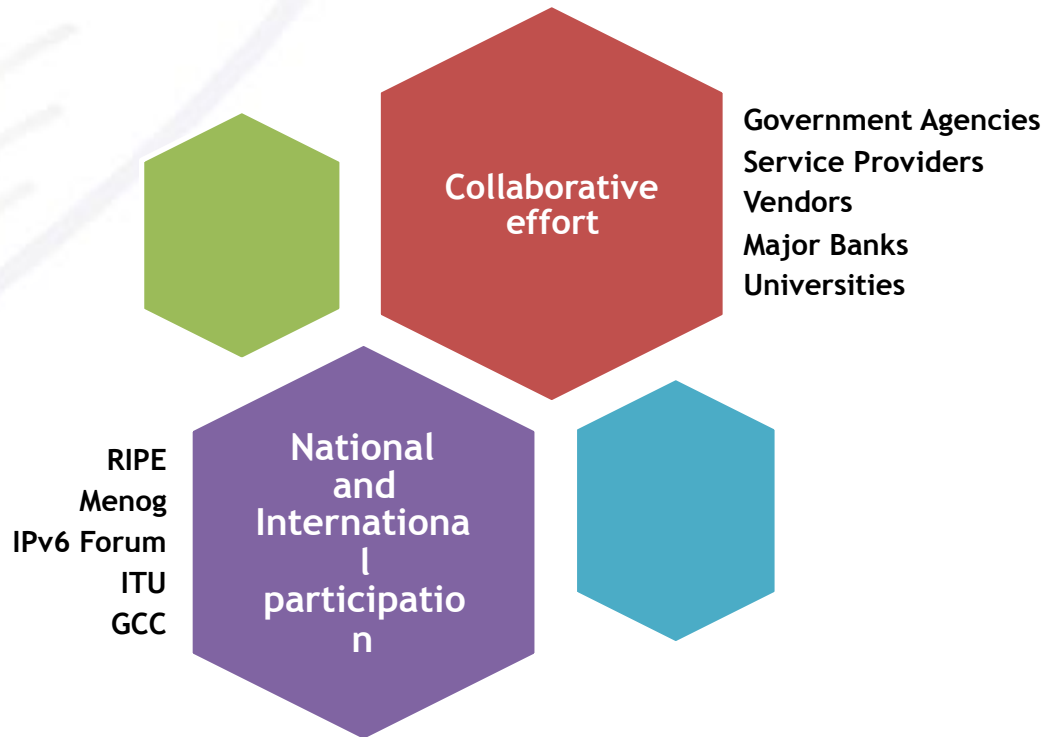 Collaborative
effort
Government Agencies
Service Providers
Vendors
Major Banks
Universities
RIPE
Menog
IPv6 Forum
ITU
GCC
National
and
Internationa
l
participatio
n